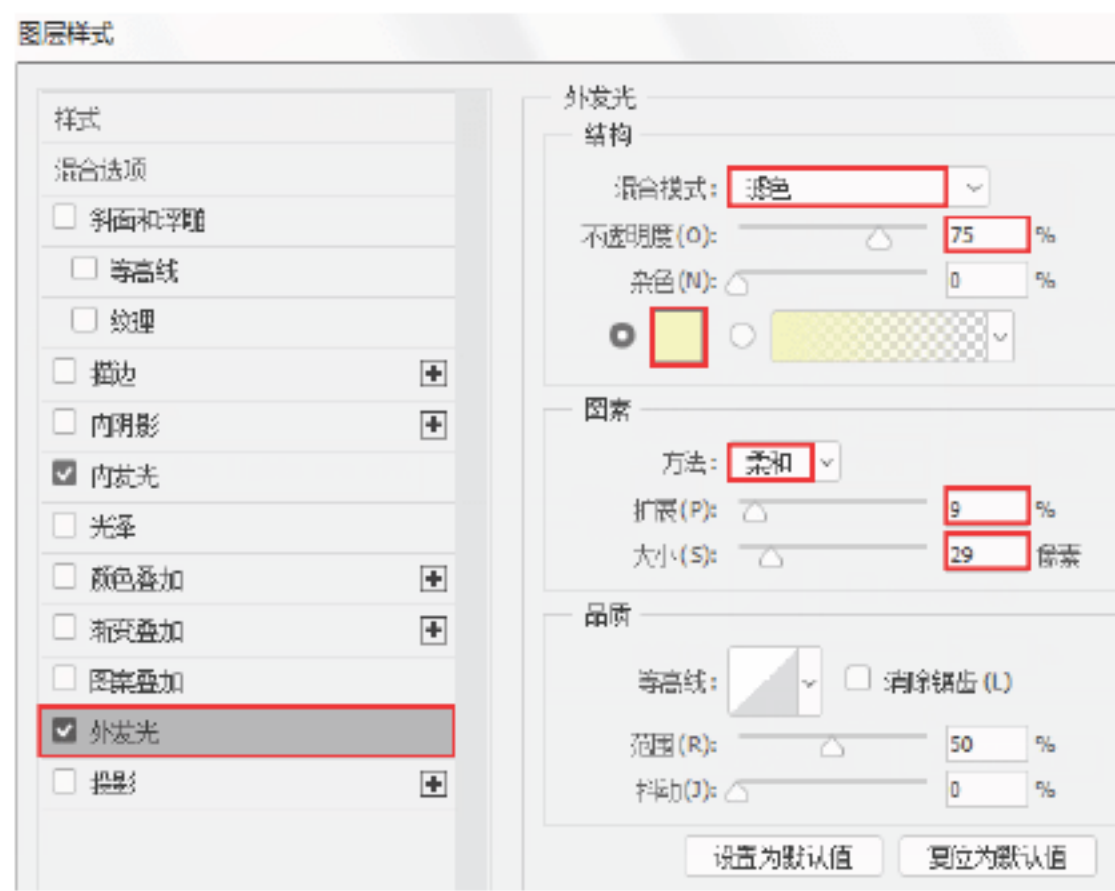 图层样式
样式
混合选项
斜面和浮雕
等高线
纹理
描边
内阴影
内发光
光泽
颜色叠加
渐变叠加
图案叠加
外发光
投影
外发光
结构
混合模式: 滤色
不透明度(O): 75 %
杂色(N): 0 %
图素
方法: 柔和
扩展(P): 9 %
大小(S): 29 像素
品质
等高线: 消除锯齿(L)
范围(R): 50 %
抖动(J): 0 %
设置为默认值 复位为默认值